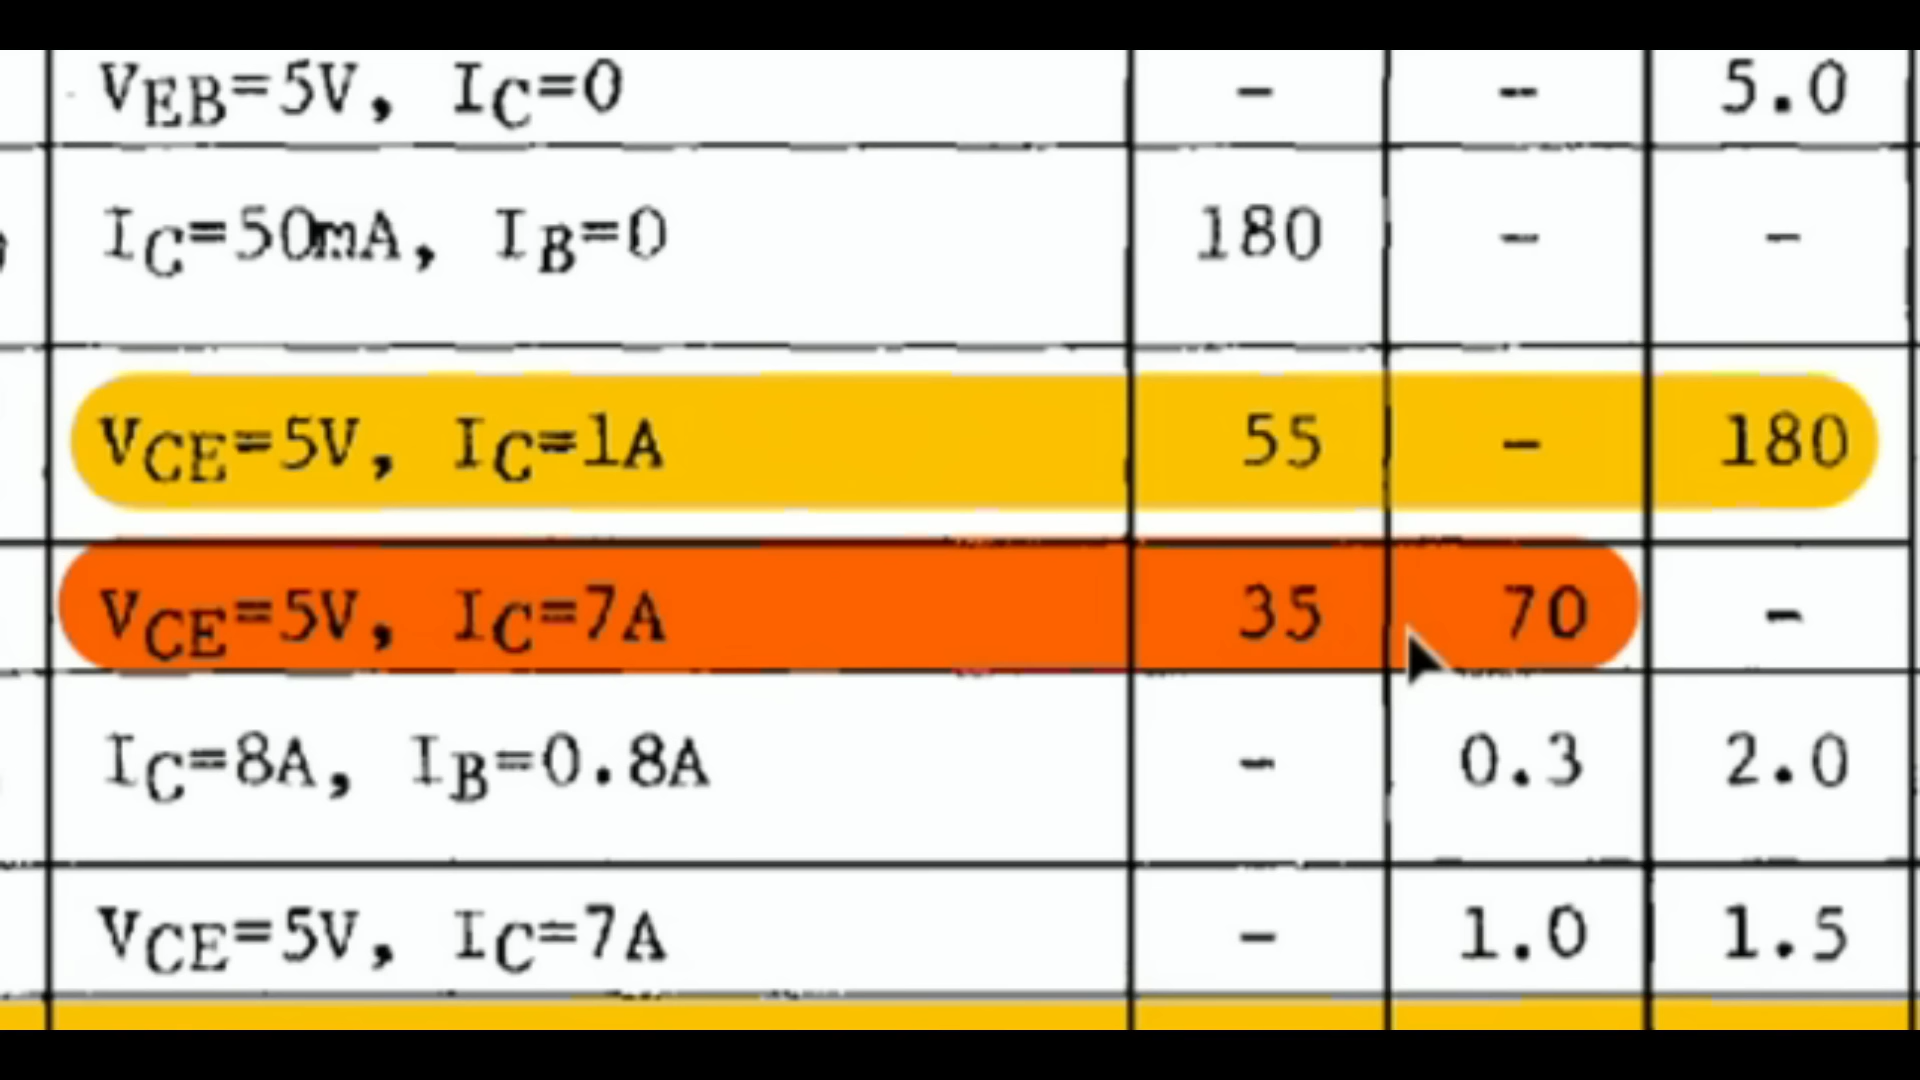 VEB=5V, IC=0 - - 5.0
IC=50mA, IB=0 180 - -
VCE=5V, IC=1A 55 - 180
VCE=5V, IC=7A 35 70 -
IC=8A, IB=0.8A - 0.3 2.0
VCE=5V, IC=7A - 1.0 1.5